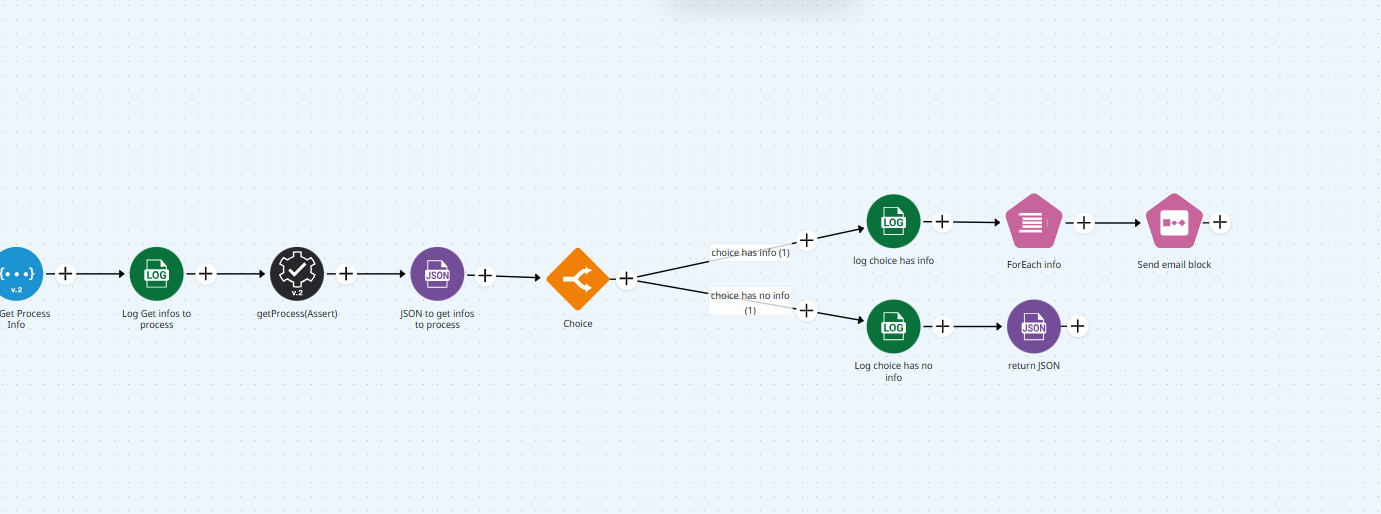 {•••}
v.2
Get Process
Info
LOG
Log Get infos to
process
v.2
getProcess(Assert)
JSON
JSON to get infos
to process
Choice
choice has info (1)
choice has no info
(1)
LOG
log choice has info
ForEach info
Send email block
LOG
Log choice has no
info
JSON
return JSON